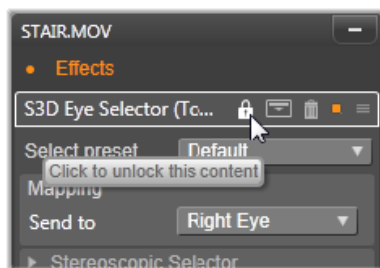 STAIR.MOV
Effects
S3D Eye Selector (To...
Select preset Default
Click to unlock this content
Mapping
Send to Right Eye
Stereoscopic Selector